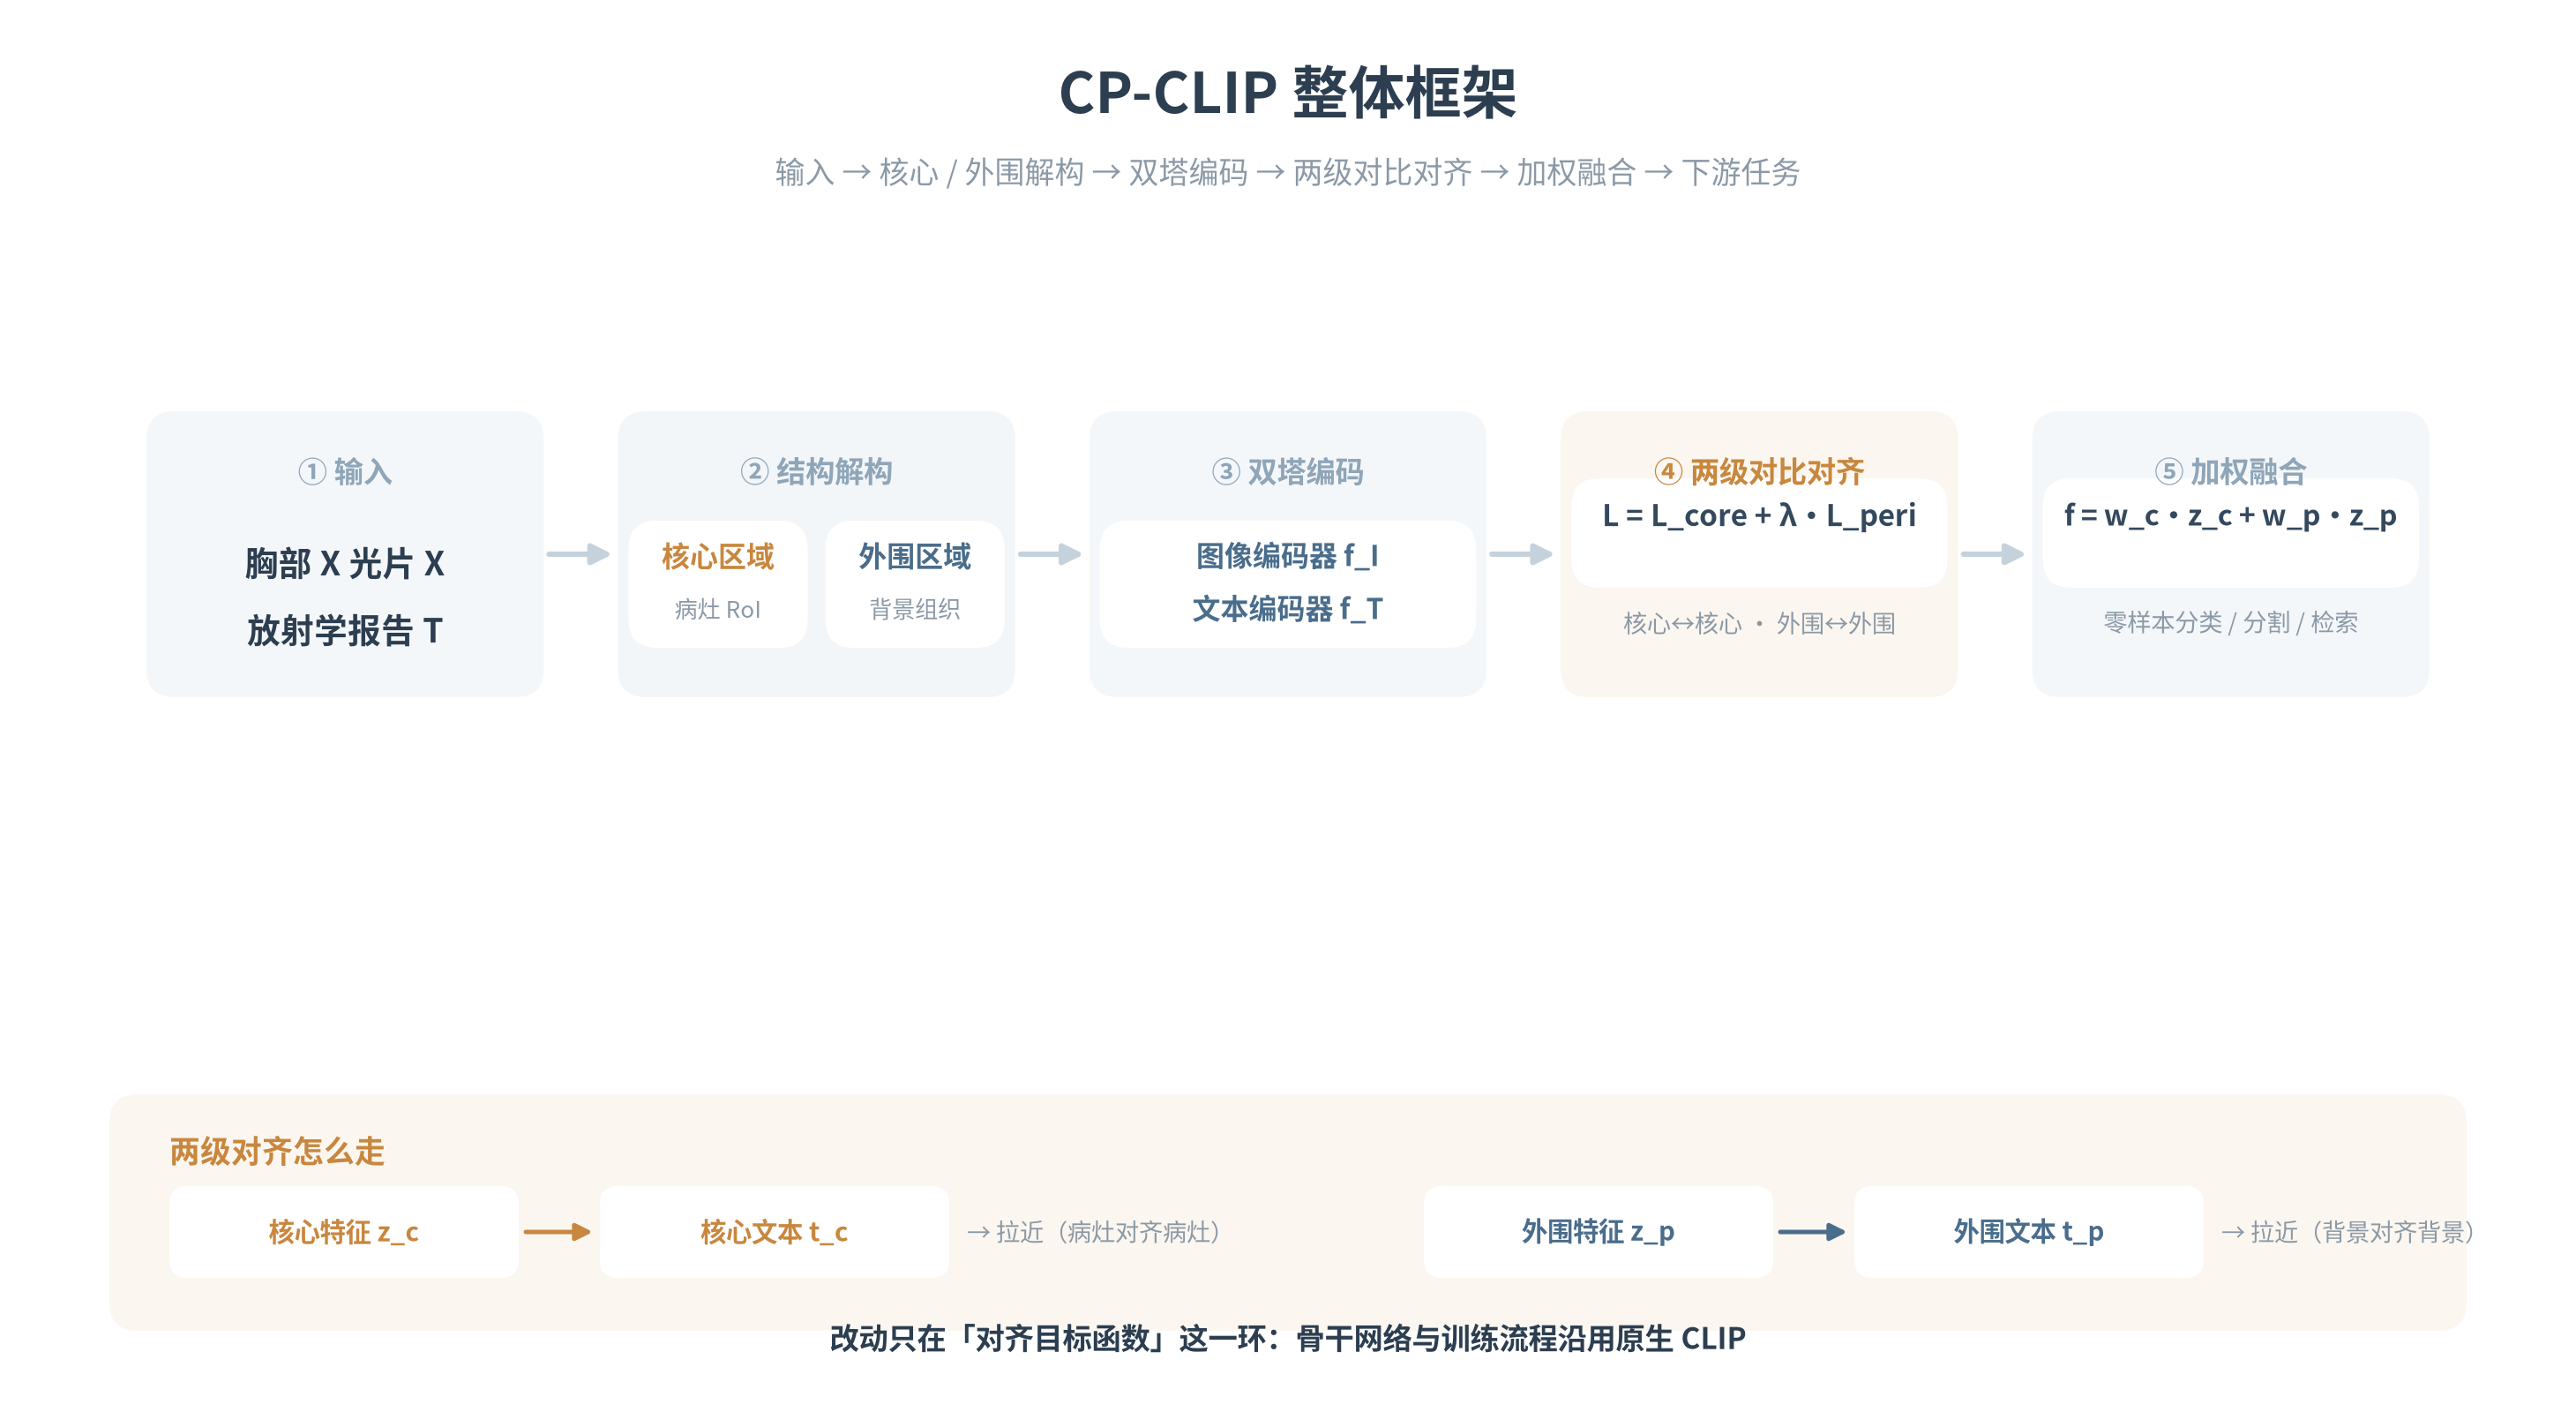 CP-CLIP 整体框架
输入 → 核心 / 外围解构 → 双塔编码 → 两级对比对齐 → 加权融合 → 下游任务
① 输入
胸部 X 光片 X
放射学报告 T
② 结构解构
核心区域
病灶 RoI
外围区域
背景组织
③ 双塔编码
图像编码器 f_I
文本编码器 f_T
④ 两级对比对齐
L = L_core + λ · L_peri
核心↔核心 · 外围↔外围
⑤ 加权融合
f = w_c · z_c + w_p · z_p
零样本分类 / 分割 / 检索
两级对齐怎么走
核心特征 z_c
核心文本 t_c
→ 拉近（病灶对齐病灶）
外围特征 z_p
外围文本 t_p
→ 拉近（背景对齐背景）
改动只在「对齐目标函数」这一环：骨干网络与训练流程沿用原生 CLIP